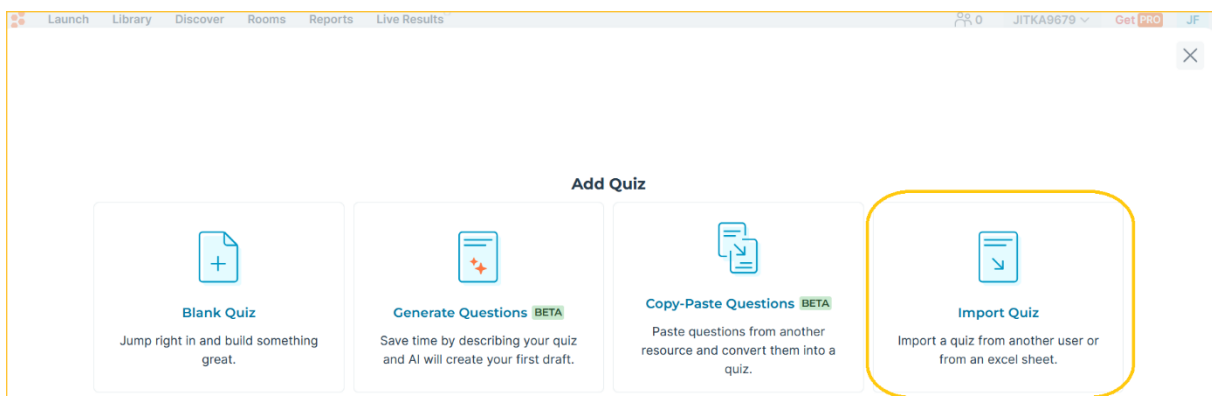 Launch Library Discover Rooms Reports Live Results 0 JITKA9679 Get PRO JF
Add Quiz
Blank Quiz
Jump right in and build something
great.
Generate Questions BETA
Save time by describing your quiz
and AI will create your first draft.
Copy-Paste Questions BETA
Paste questions from another
resource and convert them into a
quiz.
Import Quiz
Import a quiz from another user or
from an excel sheet.